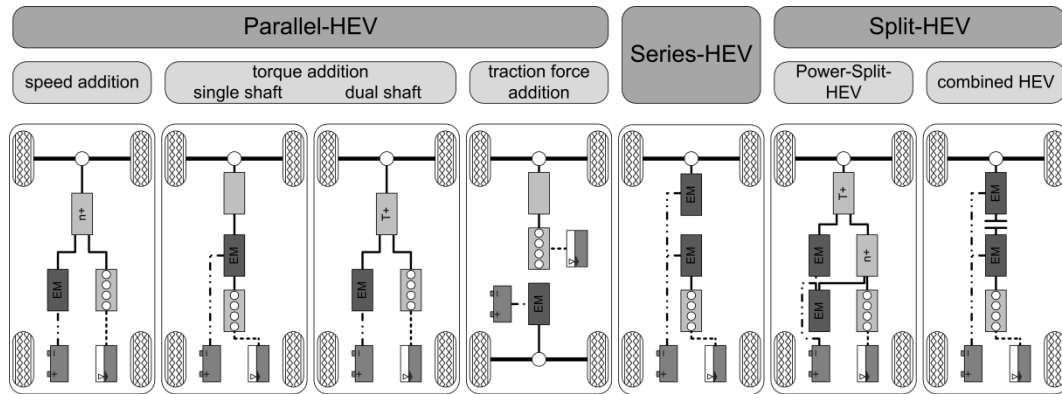 Parallel-HEV
Series-HEV
Split-HEV
speed addition
torque addition
single shaft dual shaft
traction force
addition
Power-Split-
HEV
combined HEV
n+
EM
− +
EM
− +
T+
EM
− +
− +
EM
EM
EM
− +
T+
EM
n+
EM
− +
EM
EM
− +